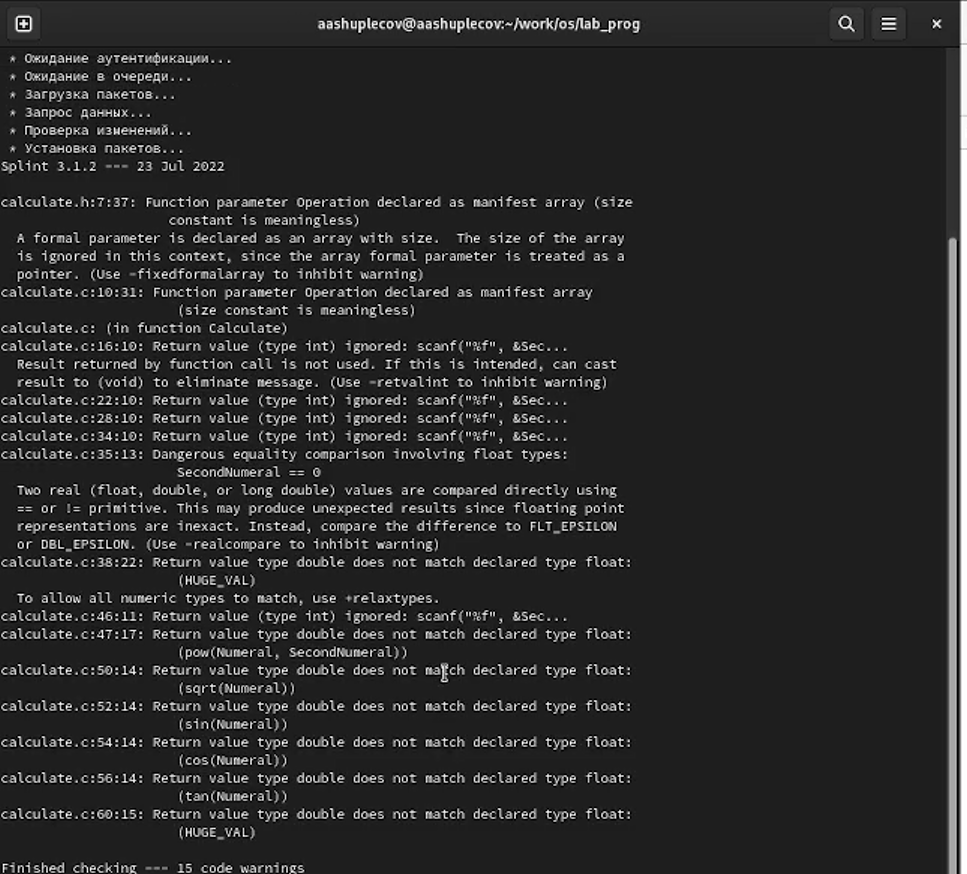 aashuplecov@aashuplecov:~/work/os/lab_prog
* Ожидание аутентификации...
* Ожидание в очереди...
* Загрузка пакетов...
* Запрос данных...
* Проверка изменений...
* Установка пакетов...
Splint 3.1.2 --- 23 Jul 2022
calculate.h:7:37: Function parameter Operation declared as manifest array (size
constant is meaningless)
A formal parameter is declared as an array with size.  The size of the array
is ignored in this context, since the array formal parameter is treated as a
pointer. (Use -fixedformalarray to inhibit warning)
calculate.c:10:31: Function parameter Operation declared as manifest array
(size constant is meaningless)
calculate.c: (in function Calculate)
calculate.c:16:10: Return value (type int) ignored: scanf("%f", &Sec...
Result returned by function call is not used. If this is intended, can cast
result to (void) to eliminate message. (Use -retvalint to inhibit warning)
calculate.c:22:10: Return value (type int) ignored: scanf("%f", &Sec...
calculate.c:28:10: Return value (type int) ignored: scanf("%f", &Sec...
calculate.c:34:10: Return value (type int) ignored: scanf("%f", &Sec...
calculate.c:35:13: Dangerous equality comparison involving float types:
SecondNumeral == 0
Two real (float, double, or long double) values are compared directly using
== or != primitive. This may produce unexpected results since floating point
representations are inexact. Instead, compare the difference to FLT_EPSILON
or DBL_EPSILON. (Use -realcompare to inhibit warning)
calculate.c:38:22: Return value type double does not match declared type float:
(HUGE_VAL)
To allow all numeric types to match, use +relaxtypes.
calculate.c:46:11: Return value (type int) ignored: scanf("%f", &Sec...
calculate.c:47:17: Return value type double does not match declared type float:
(pow(Numeral, SecondNumeral))
calculate.c:50:14: Return value type double does not match declared type float:
(sqrt(Numeral))
calculate.c:52:14: Return value type double does not match declared type float:
(sin(Numeral))
calculate.c:54:14: Return value type double does not match declared type float:
(cos(Numeral))
calculate.c:56:14: Return value type double does not match declared type float:
(tan(Numeral))
calculate.c:60:15: Return value type double does not match declared type float:
(HUGE_VAL)
Finished checking --- 15 code warnings